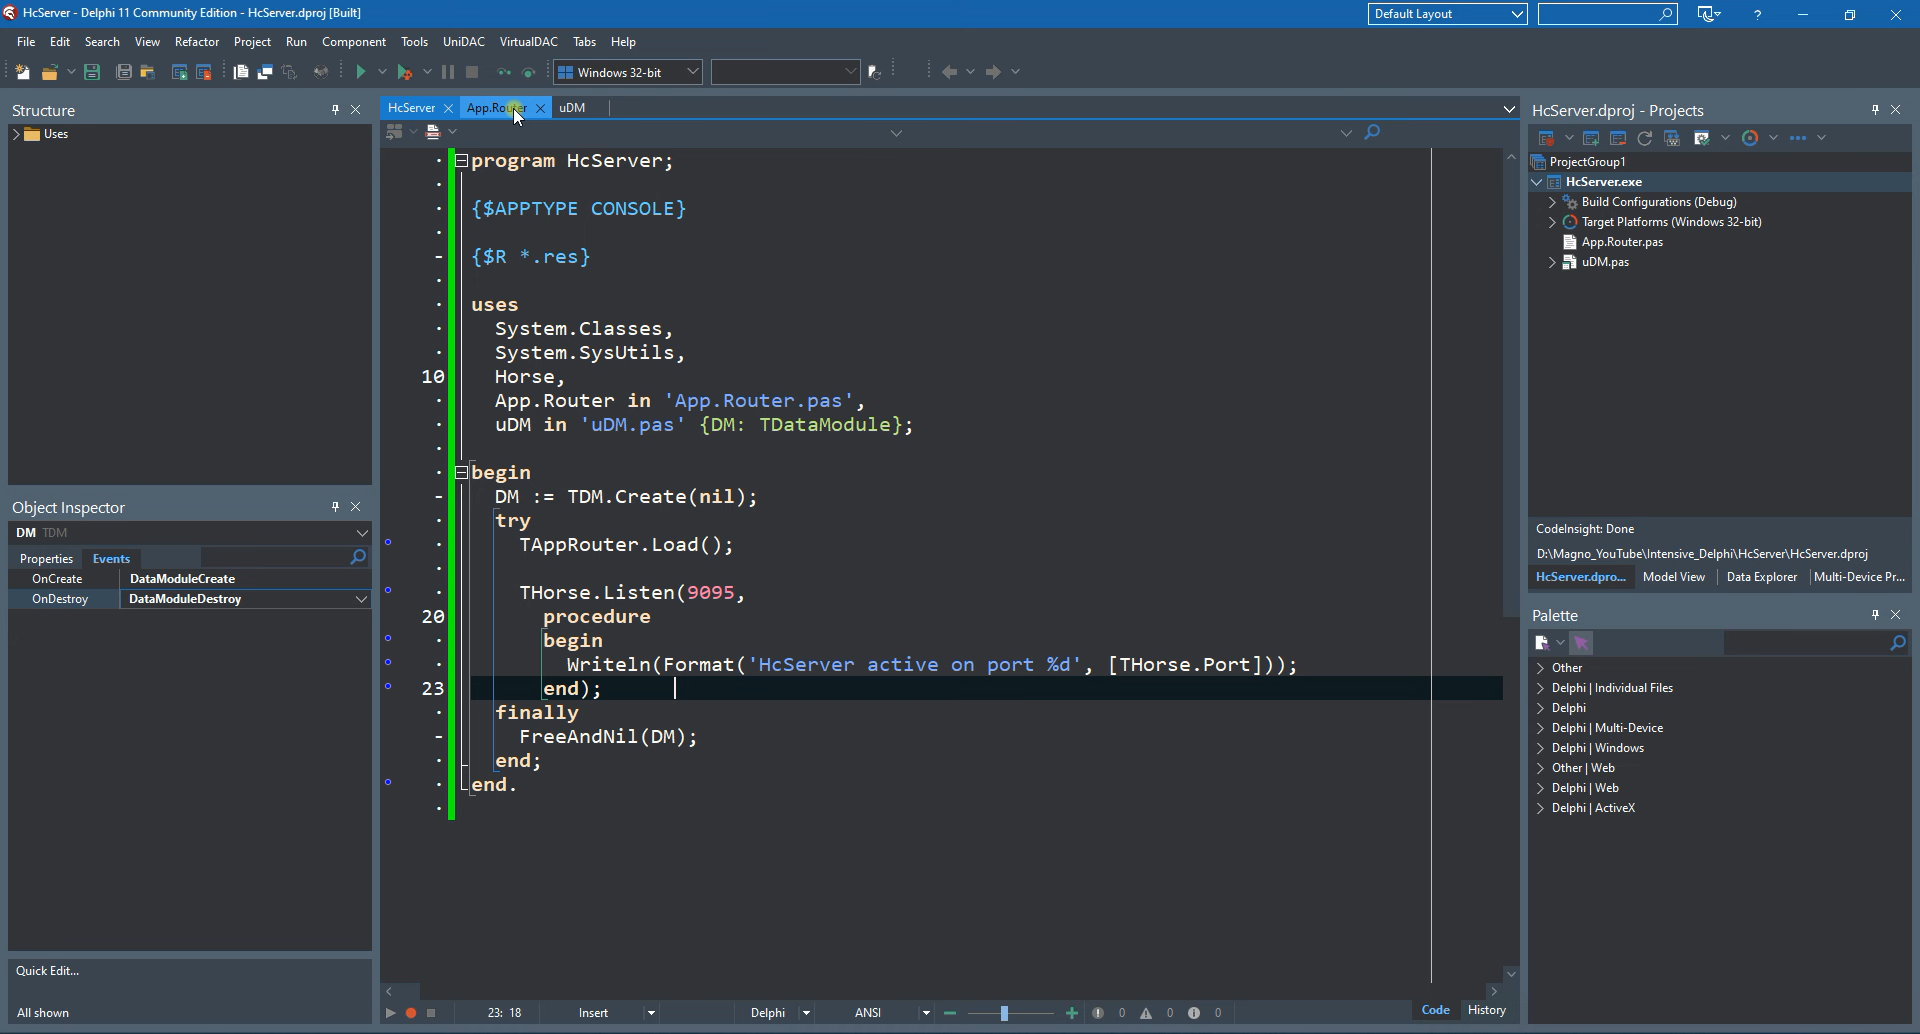 HcServer - Delphi 11 Community Edition - HcServer.dproj [Built]
Default Layout
?
File Edit Search View Refactor Project Run Component Tools UniDAC VirtualDAC Tabs Help
Windows 32-bit
Structure
Uses
Object Inspector
DM TDM
Properties Events
OnCreate DataModuleCreate
OnDestroy DataModuleDestroy
Quick Edit...
All shown
HcServer App.Router uDM
program HcServer;
{$APPTYPE CONSOLE}
{$R *.res}
uses
System.Classes,
System.SysUtils,
10 Horse,
App.Router in 'App.Router.pas',
uDM in 'uDM.pas' {DM: TDataModule};
begin
DM := TDM.Create(nil);
try
TAppRouter.Load();
THorse.Listen(9095,
20 procedure
begin
Writeln(Format('HcServer active on port %d', [THorse.Port]));
23 end);
finally
FreeAndNil(DM);
end;
end.
23: 18 Insert Delphi ANSI 0 0 0
Code History
HcServer.dproj - Projects
ProjectGroup1
HcServer.exe
Build Configurations (Debug)
Target Platforms (Windows 32-bit)
App.Router.pas
uDM.pas
CodeInsight: Done
D:\Magno_YouTube\Intensive_Delphi\HcServer\HcServer.dproj
HcServer.dpro... Model View Data Explorer Multi-Device Pr...
Palette
Other
Delphi | Individual Files
Delphi
Delphi | Multi-Device
Delphi | Windows
Other | Web
Delphi | Web
Delphi | ActiveX